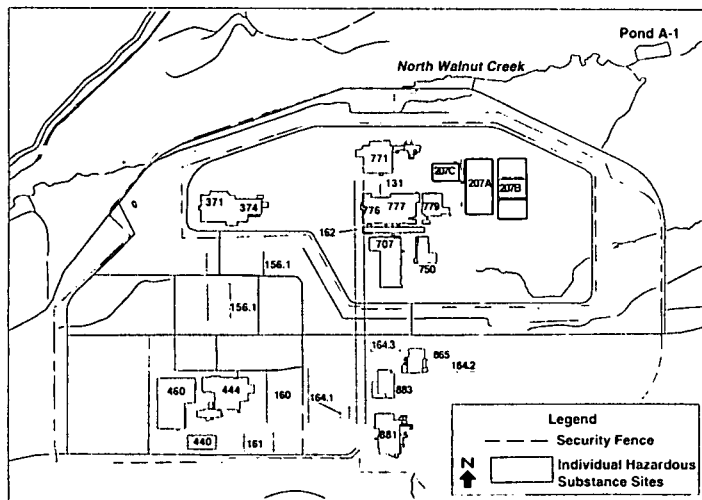 Pond A-1
North Walnut Creek
771
207C
207A
207B
131
371
374
776
777
779
162
707
750
156.1
156.1
164.3
865
164.2
883
460
444
160
164.1
881
440
161
Legend
Security Fence
N
Individual Hazardous
Substance Sites